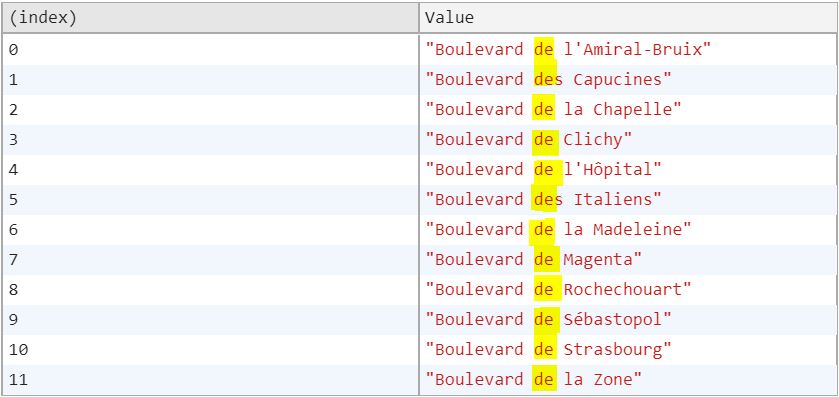 (index) Value
0 "Boulevard de l'Amiral-Bruix"
1 "Boulevard des Capucines"
2 "Boulevard de la Chapelle"
3 "Boulevard de Clichy"
4 "Boulevard de l'Hôpital"
5 "Boulevard des Italiens"
6 "Boulevard de la Madeleine"
7 "Boulevard de Magenta"
8 "Boulevard de Rochechouart"
9 "Boulevard de Sébastopol"
10 "Boulevard de Strasbourg"
11 "Boulevard de la Zone"